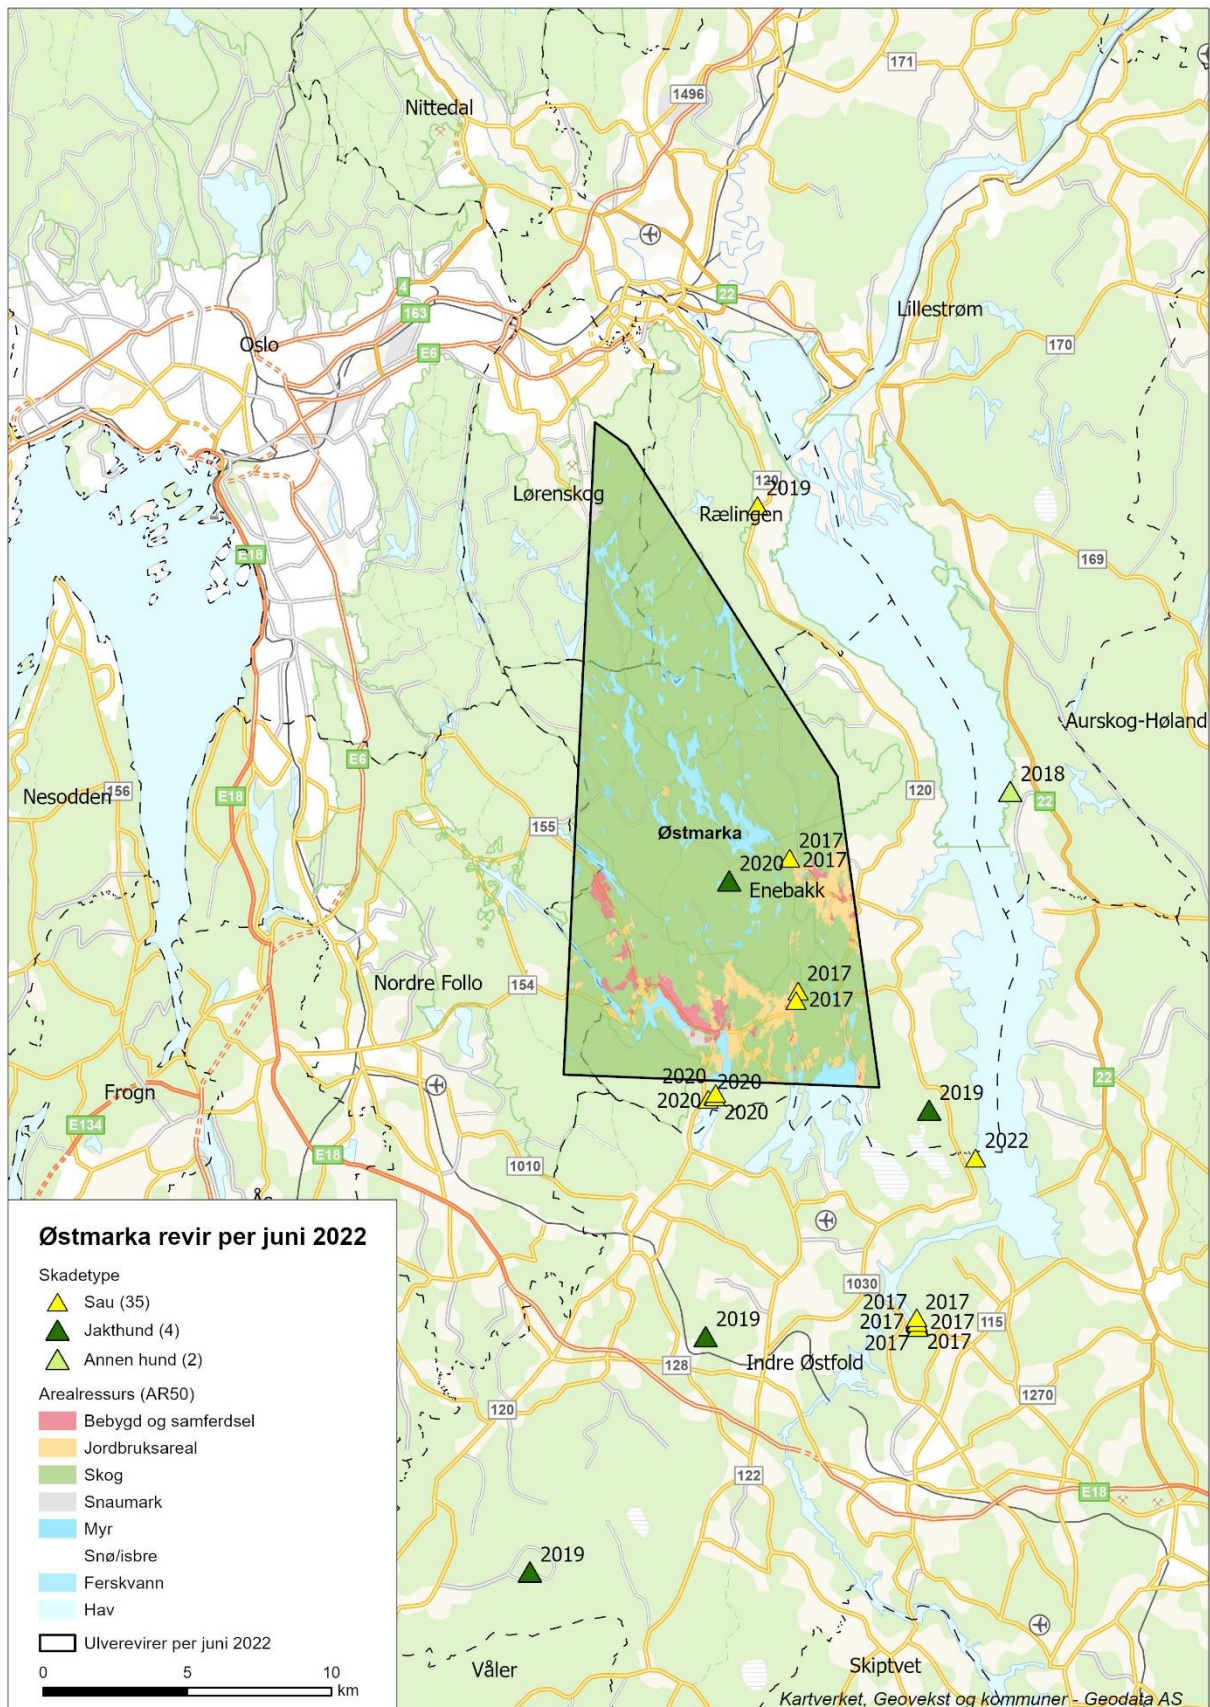 171
1496
Nittedal
4
22
163
Lillestrøm
Oslo
E6
170
120
2019
Lørenskog
Rælingen
E18
169
Aurskog-Høland
E6
2018
Nesodden
156
E18
120
22
155
Østmarka
2017
2020
2017
Enebakk
2017
Nordre Follo
154
2017
2020
2020
22
Frogn
2020
2020
2019
E134
2022
E18
1010
1030
2017
2017
2019
2017
2017
115
2017
2017
128
Indre Østfold
1270
120
122
E18
2019
Skiptvet
Våler
Østmarka revir per juni 2022
Skadetype
Sau (35)
Jakthund (4)
Annen hund (2)
Arealressurs (AR50)
Bebygd og samferdsel
Jordbruksareal
Skog
Snaumark
Myr
Snø/isbre
Ferskvann
Hav
Ulverevirer per juni 2022
0 5 10
km
Kartverket, Geovekst og kommuner - Geodata AS